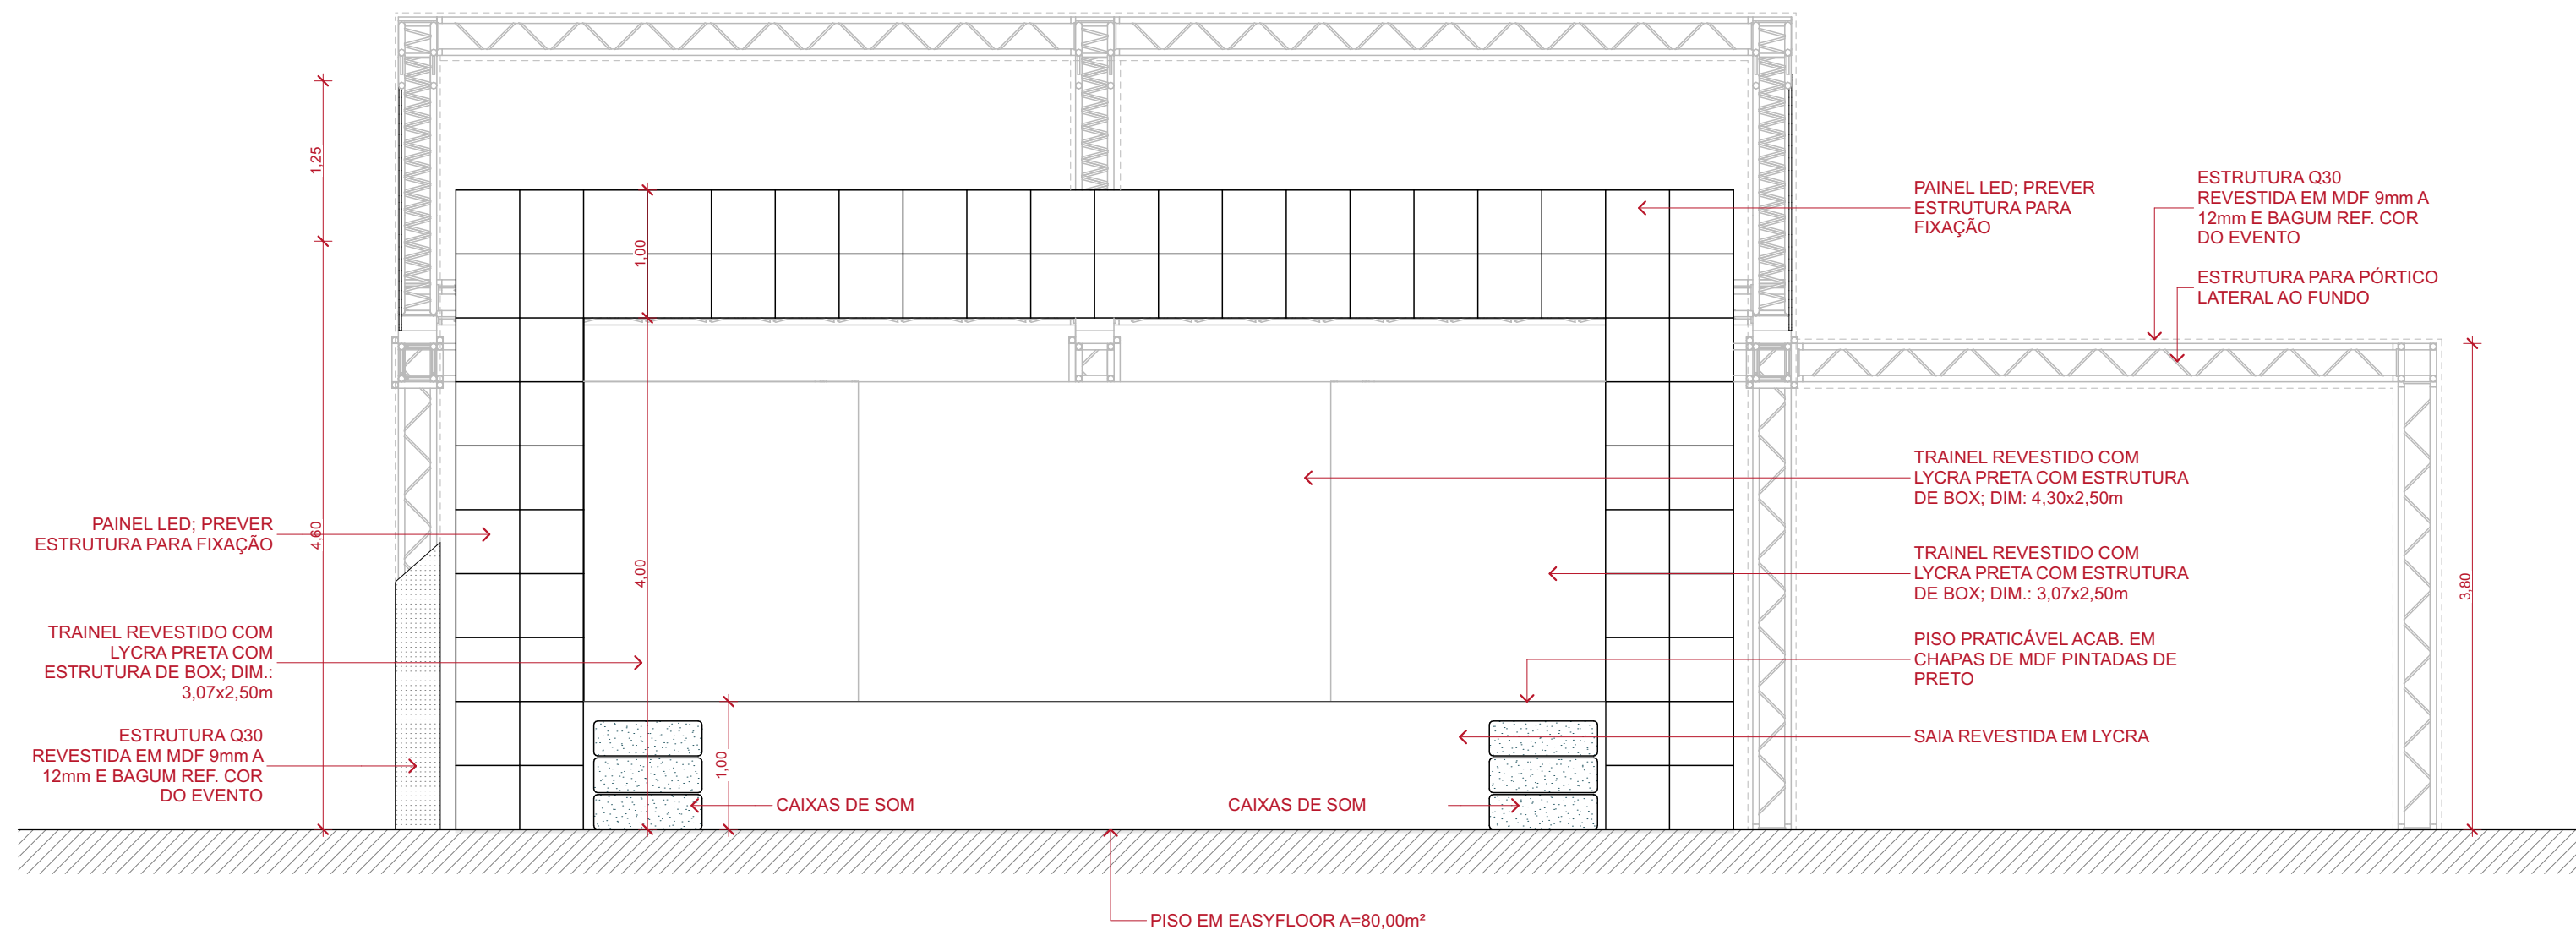 1,25
4,60
1,00
4,00
1,00
3,80
PAINEL LED; PREVER
ESTRUTURA PARA FIXAÇÃO
TRAINEL REVESTIDO COM
LYCRA PRETA COM
ESTRUTURA DE BOX; DIM.:
3,07x2,50m
ESTRUTURA Q30
REVESTIDA EM MDF 9mm A
12mm E BAGUM REF. COR
DO EVENTO
CAIXAS DE SOM
CAIXAS DE SOM
PISO EM EASYFLOOR A=80,00m²
PAINEL LED; PREVER
ESTRUTURA PARA
FIXAÇÃO
ESTRUTURA Q30
REVESTIDA EM MDF 9mm A
12mm E BAGUM REF. COR
DO EVENTO
ESTRUTURA PARA PÓRTICO
LATERAL AO FUNDO
TRAINEL REVESTIDO COM
LYCRA PRETA COM ESTRUTURA
DE BOX; DIM: 4,30x2,50m
TRAINEL REVESTIDO COM
LYCRA PRETA COM ESTRUTURA
DE BOX; DIM.: 3,07x2,50m
PISO PRATICÁVEL ACAB. EM
CHAPAS DE MDF PINTADAS DE
PRETO
SAIA REVESTIDA EM LYCRA